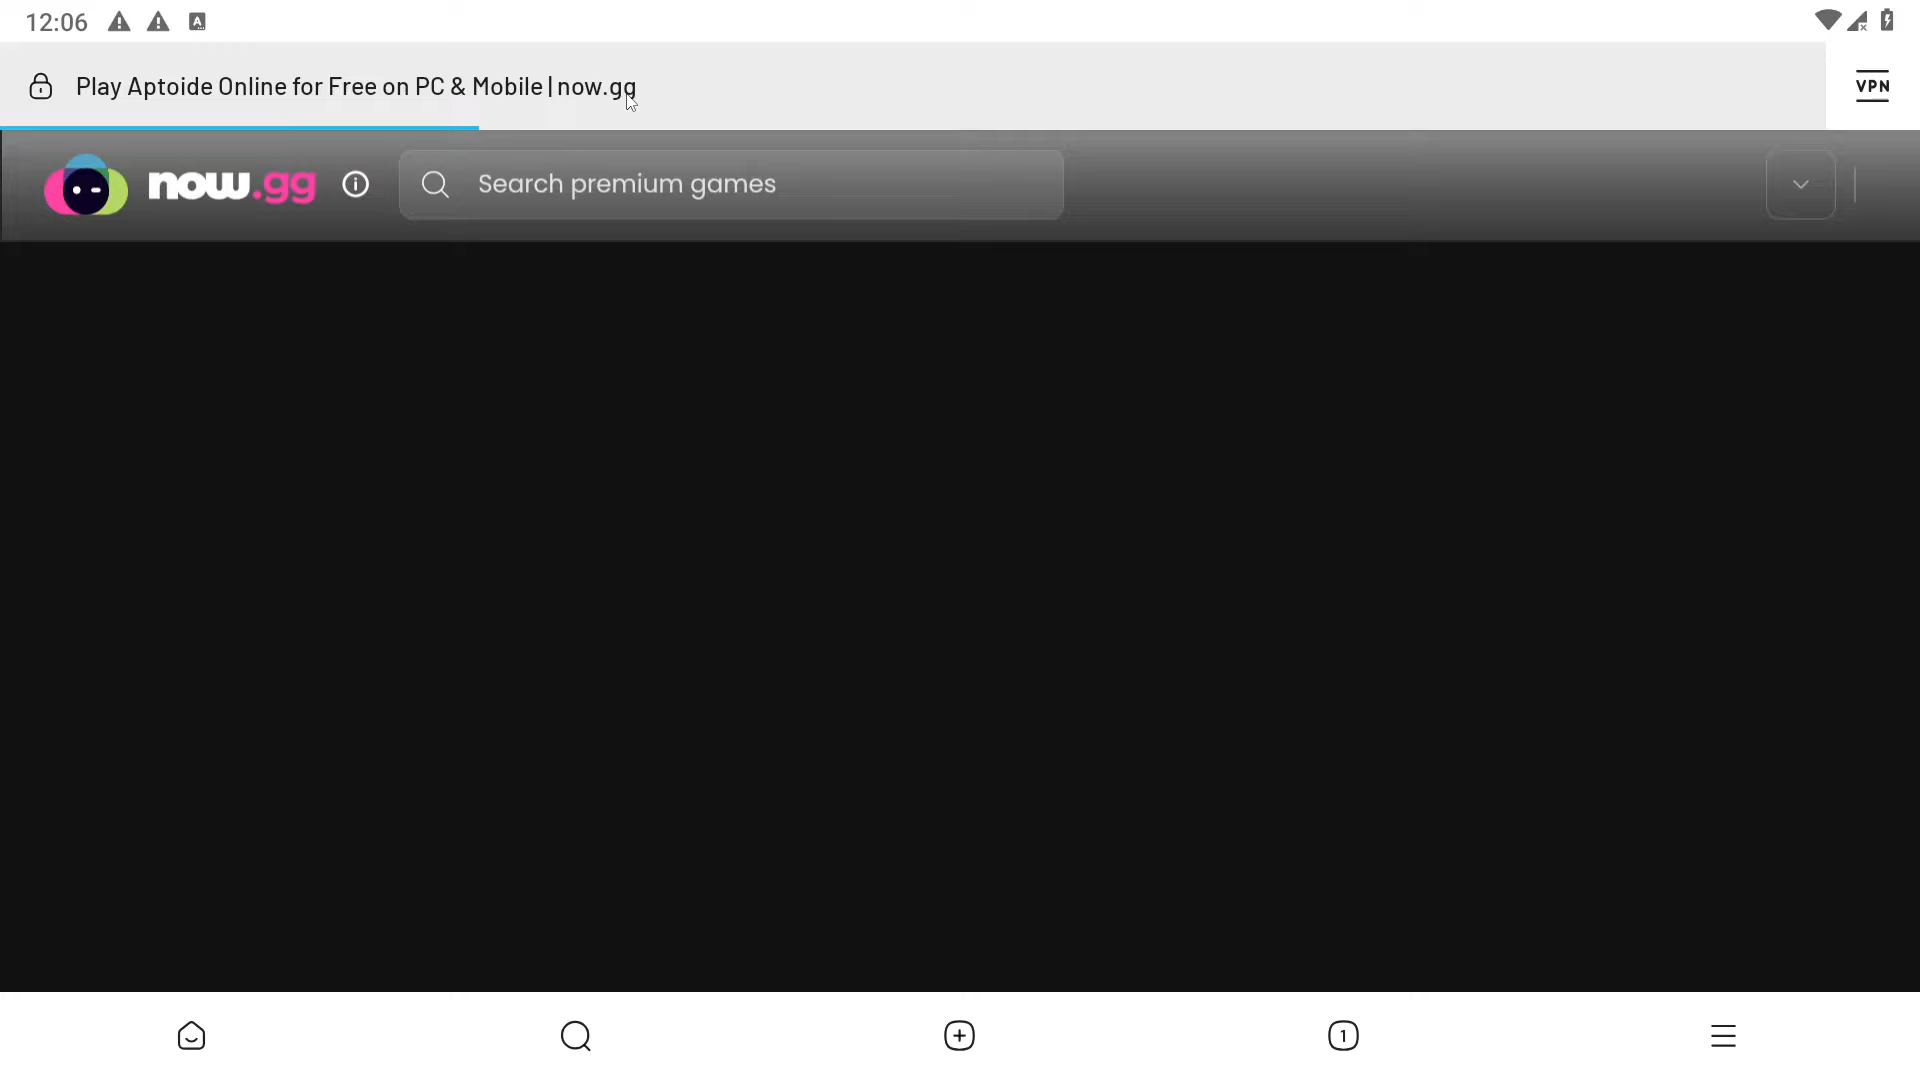 12:06
Play Aptoide Online for Free on PC & Mobile | now.gg
VPN
now.gg
Search premium games
1